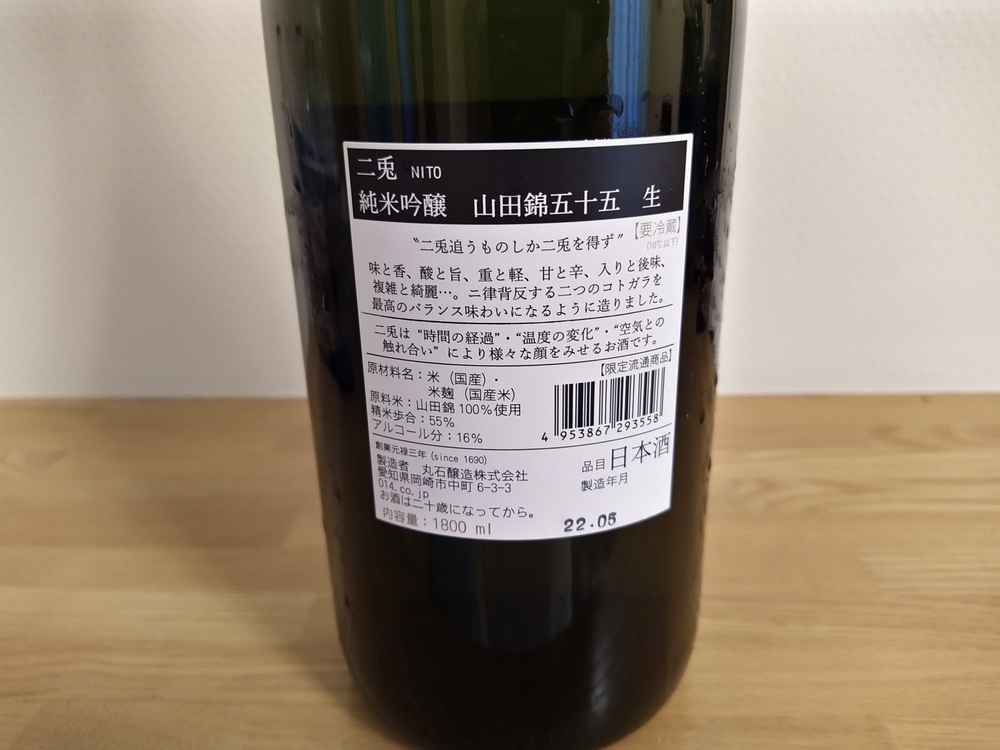 二兎 NITO
純米吟醸 山田錦五十五 生
【要冷蔵】
(10℃以下)
〝二兎追うものしか二兎を得ず〟
味と香、酸と旨、重と軽、甘と辛、入りと後味、
複雑と綺麗…。二律背反する二つのコトガラを
最高のバランス味わいになるように造りました。
二兎は“時間の経過”・“温度の変化”・“空気との
触れ合い”により様々な顔をみせるお酒です。
【限定流通商品】
原材料名：米（国産）・
米麹（国産米）
原料米：山田錦100％使用
精米歩合：55％
アルコール分：16％
4 953867 293558
創業元禄三年 (since 1690)
製造者 丸石醸造株式会社
愛知県岡崎市中町 6-3-3
014.co.jp
お酒は二十歳になってから。
内容量：1800 ml
品目 日本酒
製造年月
22.05